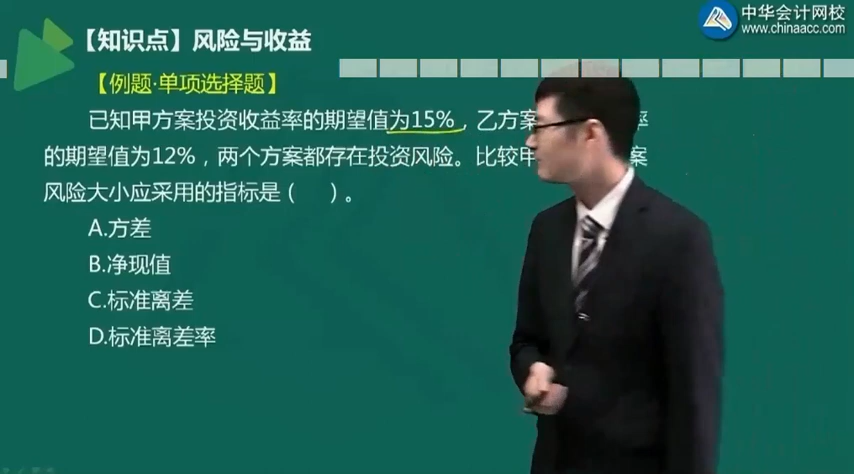 中华会计网校
www.chinaacc.com
【知识点】风险与收益
【例题·单项选择题】
已知甲方案投资收益率的期望值为15%，乙方案 率
的期望值为12%，两个方案都存在投资风险。比较甲 案
风险大小应采用的指标是（ ）。
A.方差
B.净现值
C.标准离差
D.标准离差率